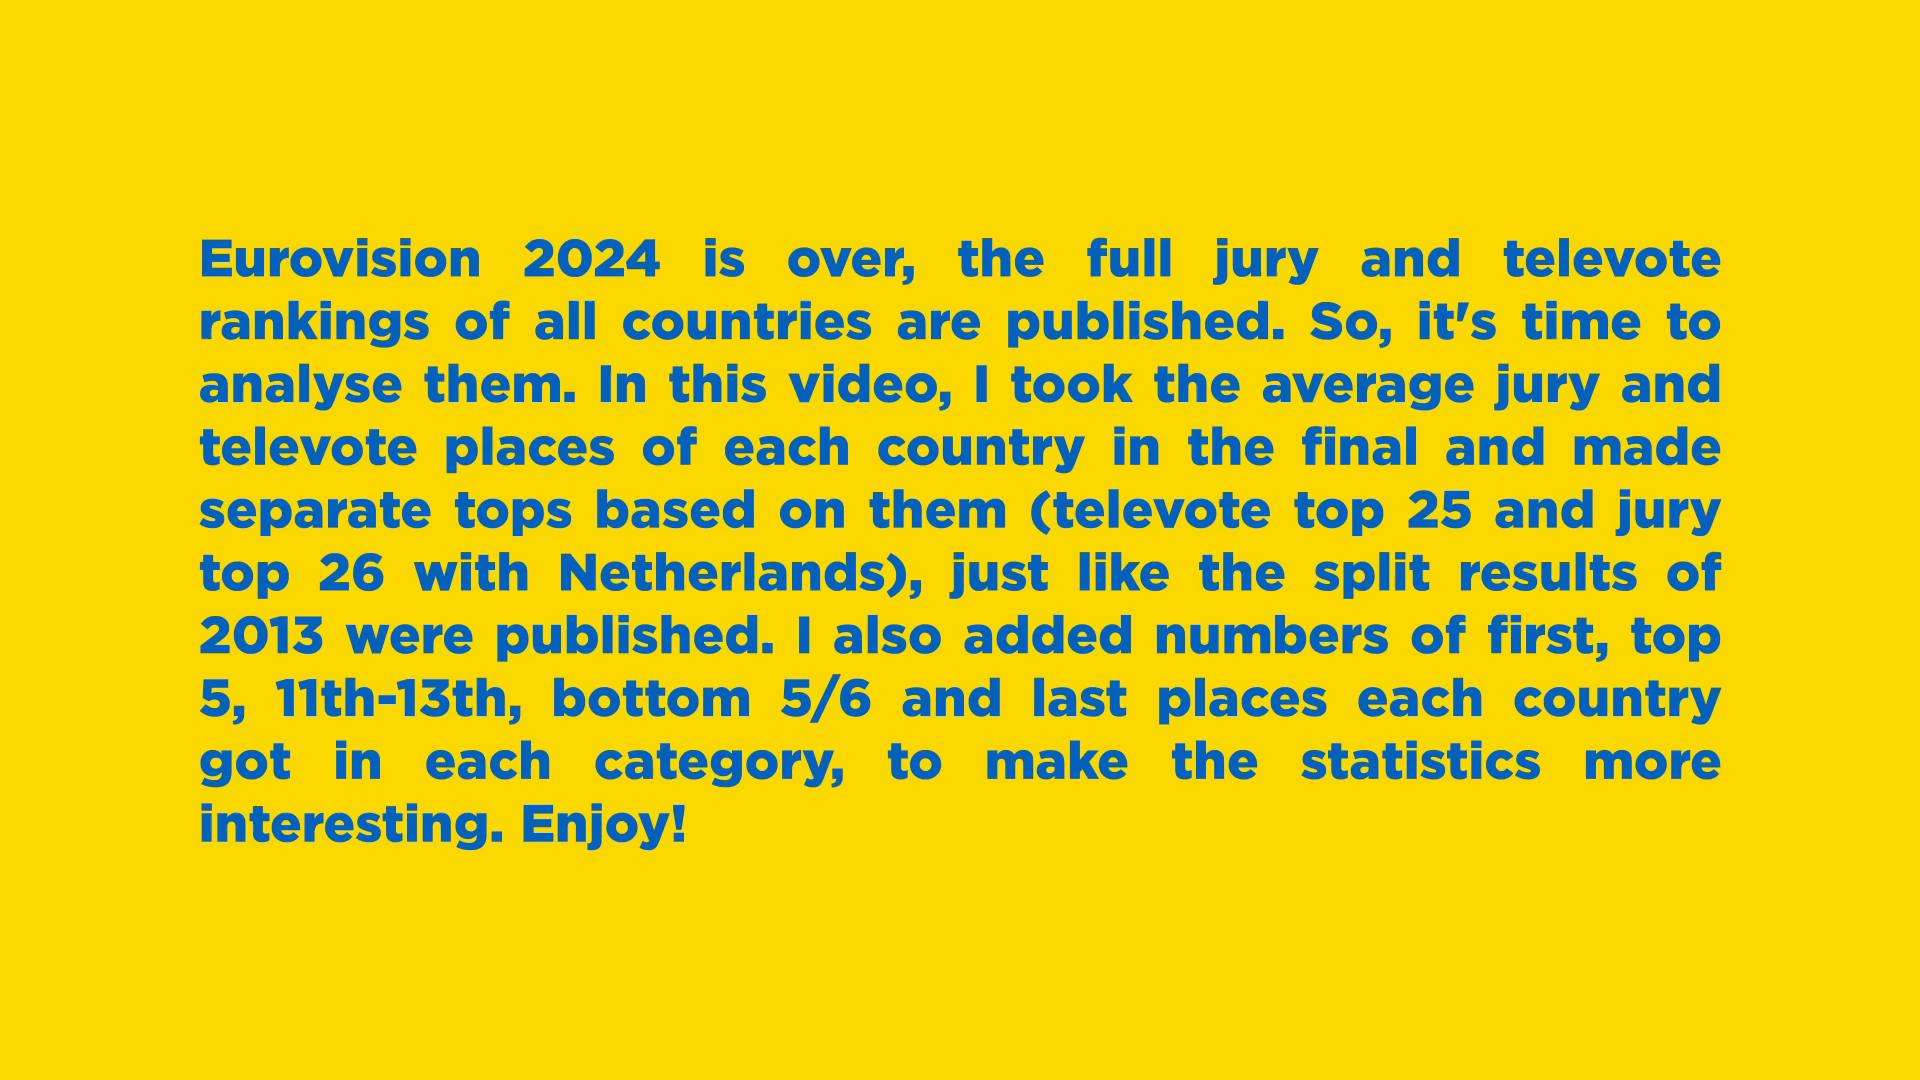 Eurovision 2024 is over, the full jury and televote
rankings of all countries are published. So, it's time to
analyse them. In this video, I took the average jury and
televote places of each country in the final and made
separate tops based on them (televote top 25 and jury
top 26 with Netherlands), just like the split results of
2013 were published. I also added numbers of first, top
5, 11th-13th, bottom 5/6 and last places each country
got in each category, to make the statistics more
interesting. Enjoy!